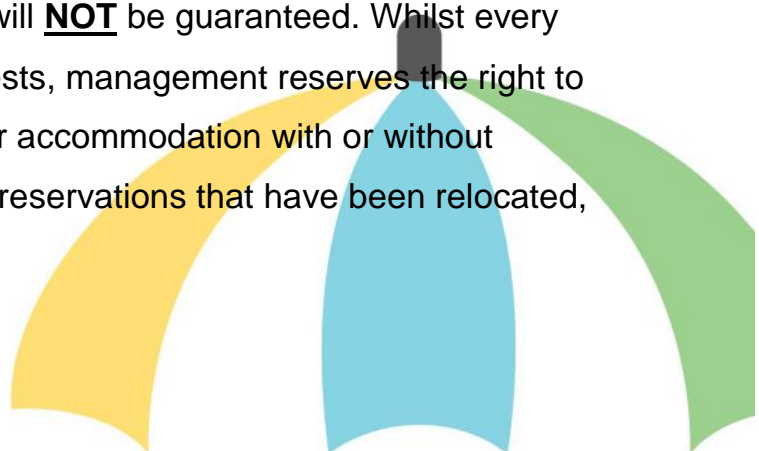 will NOT be guaranteed. Whilst every
ests, management reserves the right to
r accommodation with or without
reservations that have been relocated,